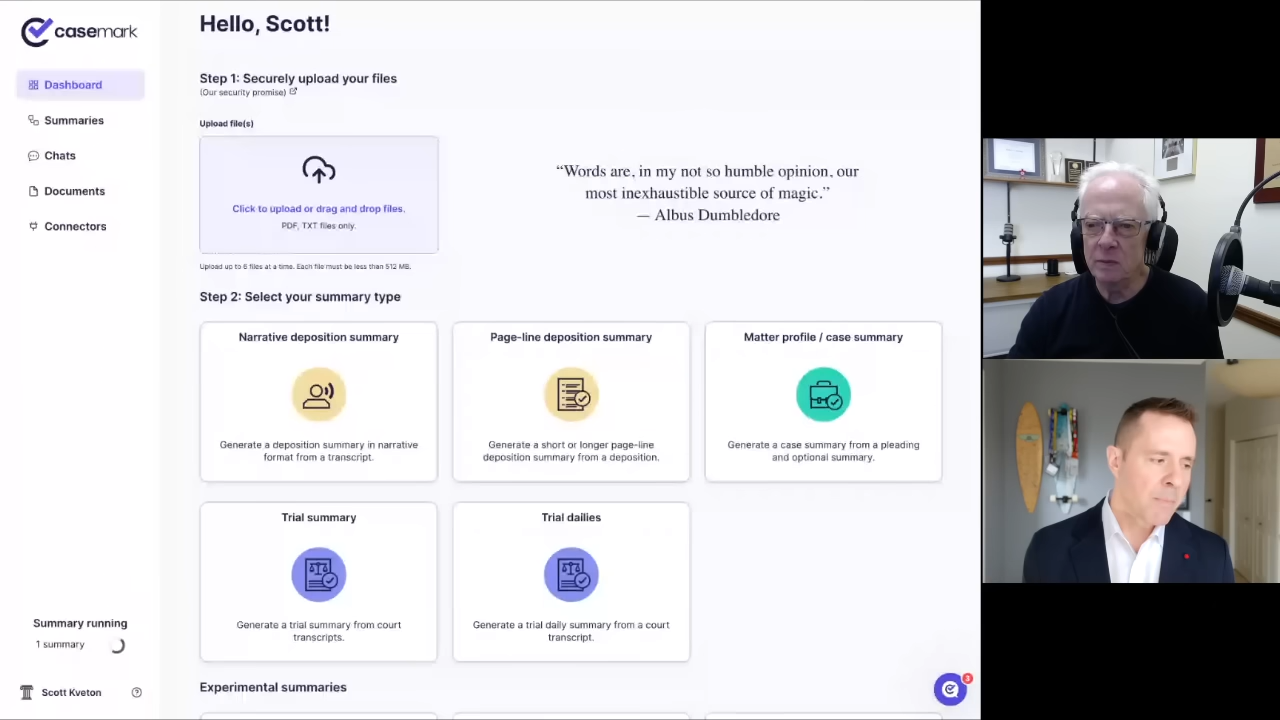 casemark
Dashboard
Summaries
Chats
Documents
Connectors
Summary running
1 summary
Scott Kveton
Hello, Scott!
Step 1: Securely upload your files
(Our security promise)
Upload file(s)
Click to upload or drag and drop files.
PDF, TXT files only.
Upload up to 6 files at a time. Each file must be less than 512 MB.
“Words are, in my not so humble opinion, our
most inexhaustible source of magic.”
— Albus Dumbledore
Step 2: Select your summary type
Narrative deposition summary
Generate a deposition summary in narrative
format from a transcript.
Page-line deposition summary
Generate a short or longer page-line
deposition summary from a deposition.
Matter profile / case summary
Generate a case summary from a pleading
and optional summary.
Trial summary
Generate a trial summary from court
transcripts.
Trial dailies
Generate a trial daily summary from a court
transcript.
Experimental summaries
3